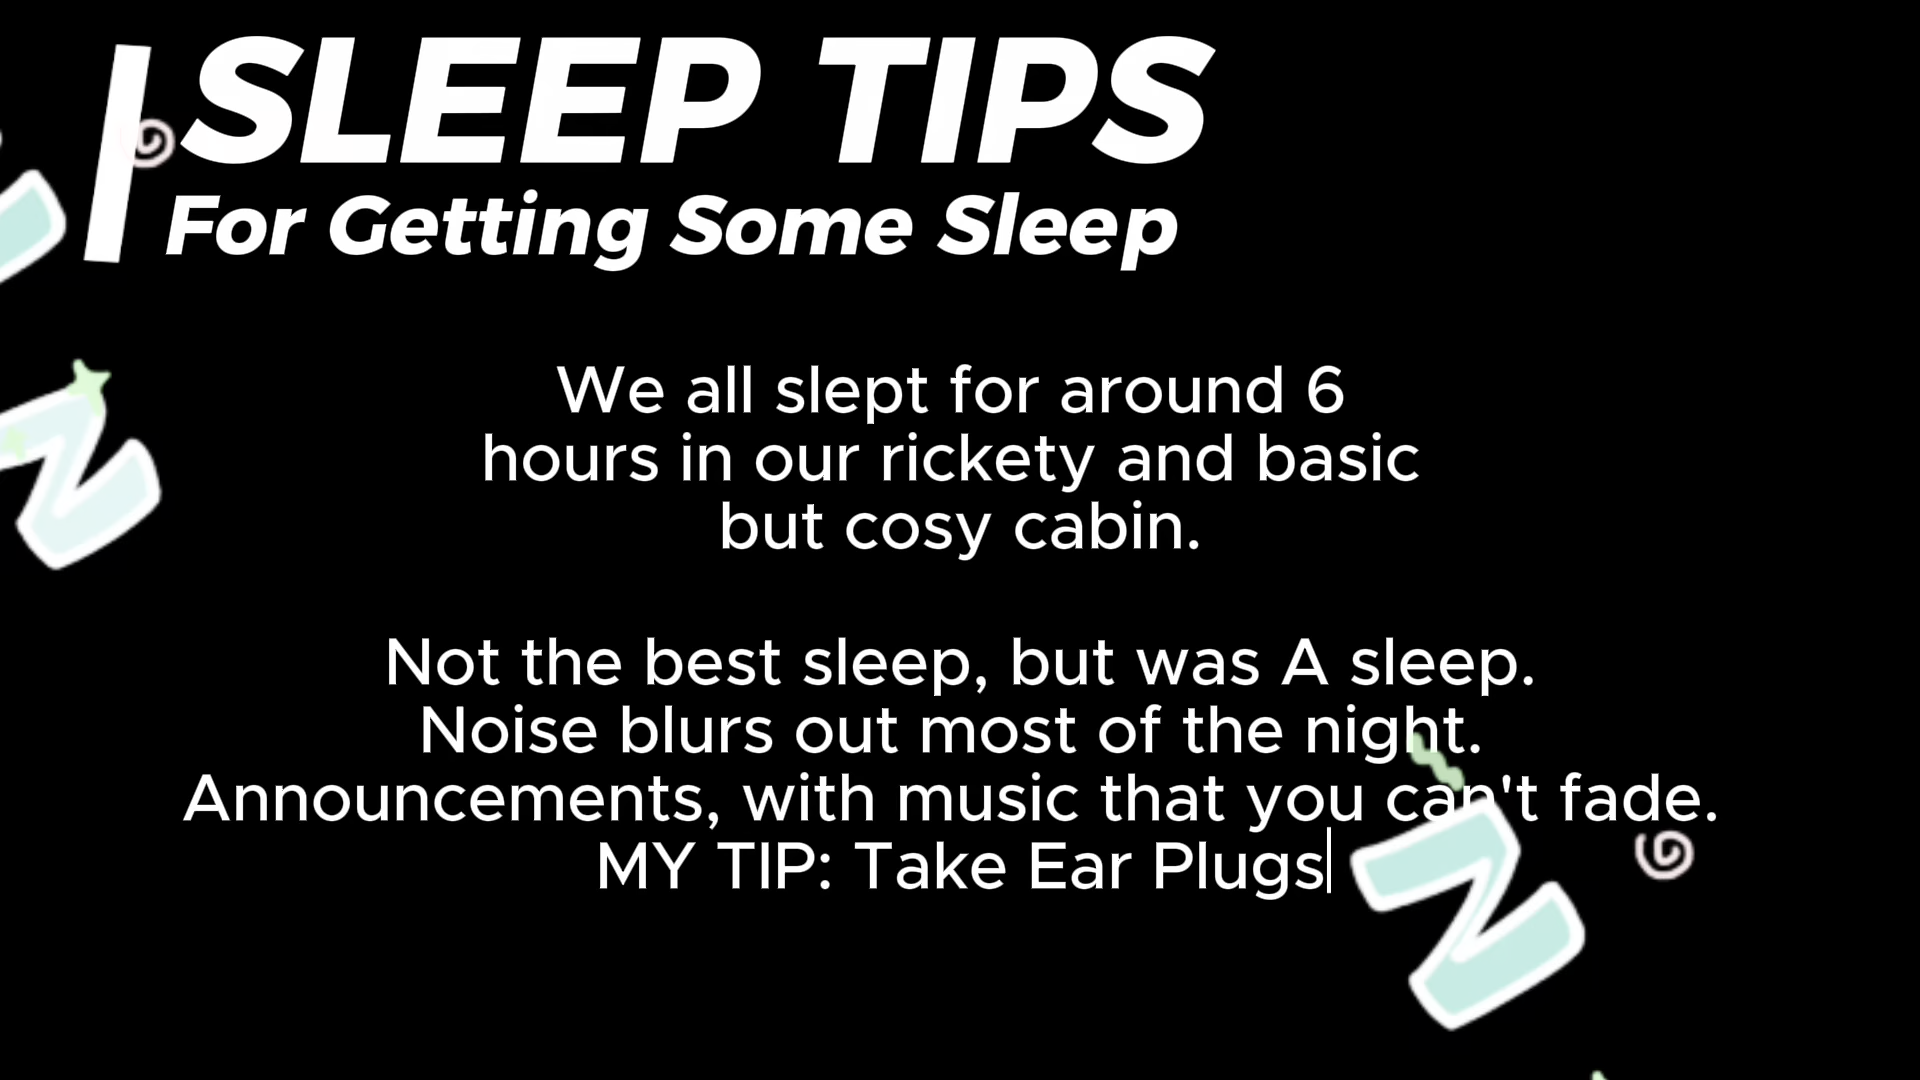 SLEEP TIPS
For Getting Some Sleep
We all slept for around 6
hours in our rickety and basic
but cosy cabin.
Not the best sleep, but was A sleep.
Noise blurs out most of the night.
Announcements, with music that you can't fade.
MY TIP: Take Ear Plugs